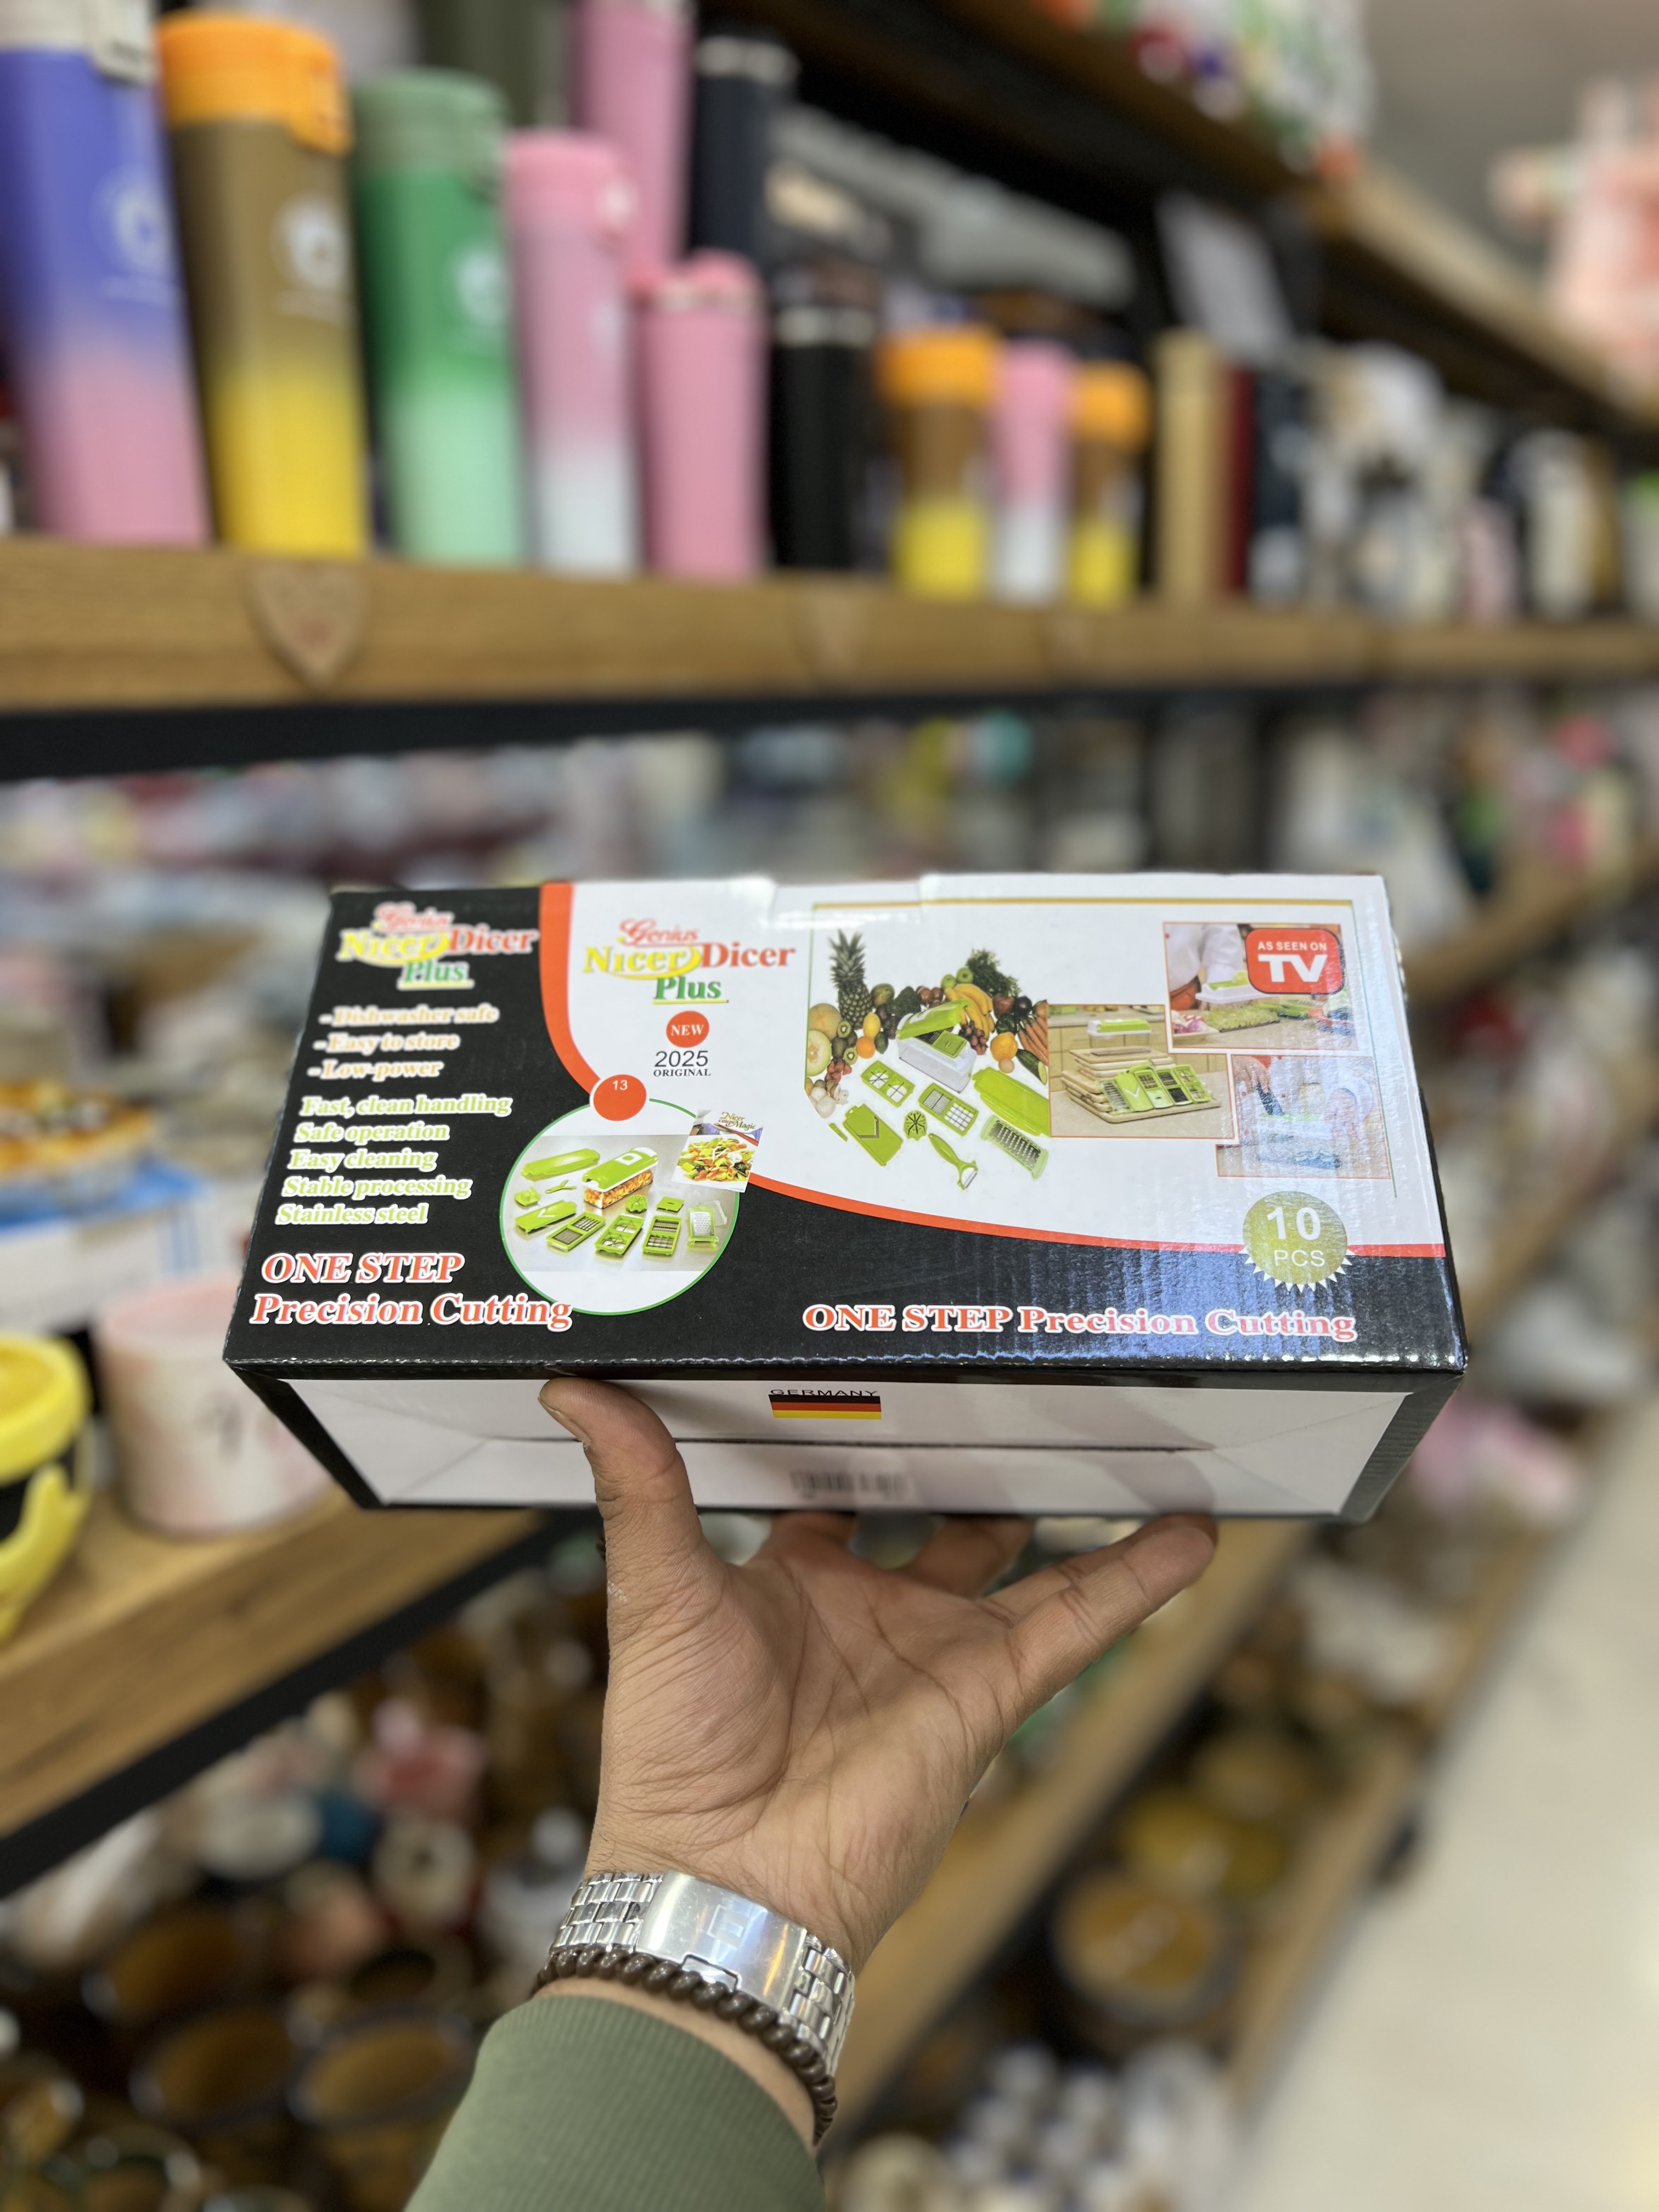 Genius
Nicer Dicer
Plus
- Dishwasher safe
- Easy to store
- Low-power
Fast, clean handling
Safe operation
Easy cleaning
Stable processing
Stainless steel
ONE STEP
Precision Cutting
Genius
Nicer Dicer
Plus
NEW
2025
ORIGINAL
13
Nicer
Magic
AS SEEN ON
TV
10
PCS
ONE STEP Precision Cutting
GERMANY